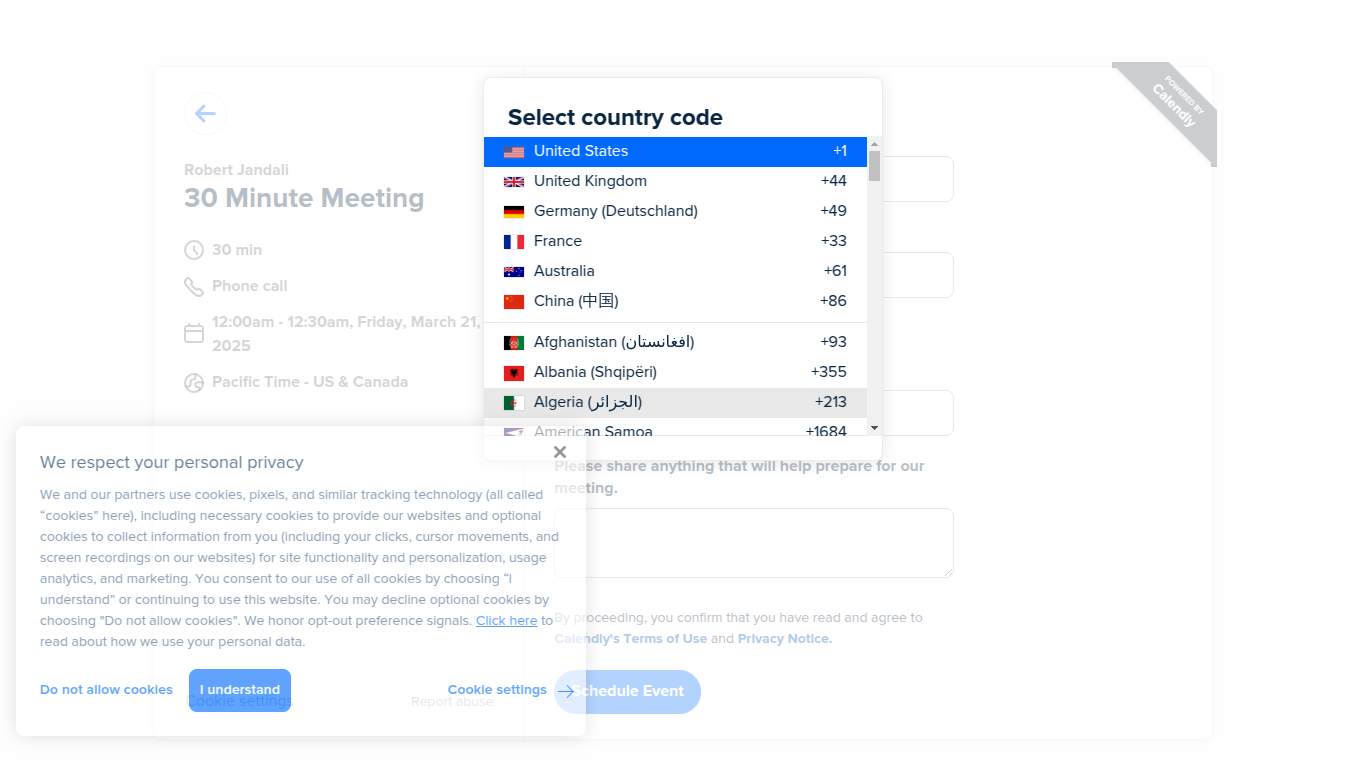 POWERED BY
Calendly
Robert Jandali
30 Minute Meeting
30 min
Phone call
12:00am - 12:30am, Friday, March 21,
2025
Pacific Time - US & Canada
Select country code
United States +1
United Kingdom +44
Germany (Deutschland) +49
France +33
Australia +61
China (中国) +86
Afghanistan (‫افغانستان‬‎) +93
Albania (Shqipëri) +355
Algeria (‫الجزائر‬‎) +213
American Samoa +1684
Please share anything that will help prepare for our
meeting.
By proceeding, you confirm that you have read and agree to
Calendly's Terms of Use and Privacy Notice.
Schedule Event
We respect your personal privacy
We and our partners use cookies, pixels, and similar tracking technology (all called
“cookies” here), including necessary cookies to provide our websites and optional
cookies to collect information from you (including your clicks, cursor movements, and
screen recordings on our websites) for site functionality and personalization, usage
analytics, and marketing. You consent to our use of all cookies by choosing “I
understand” or continuing to use this website. You may decline optional cookies by
choosing "Do not allow cookies". We honor opt-out preference signals. Click here to
read about how we use your personal data.
Do not allow cookies
I understand
Cookie settings
Cookie settings
Report abuse